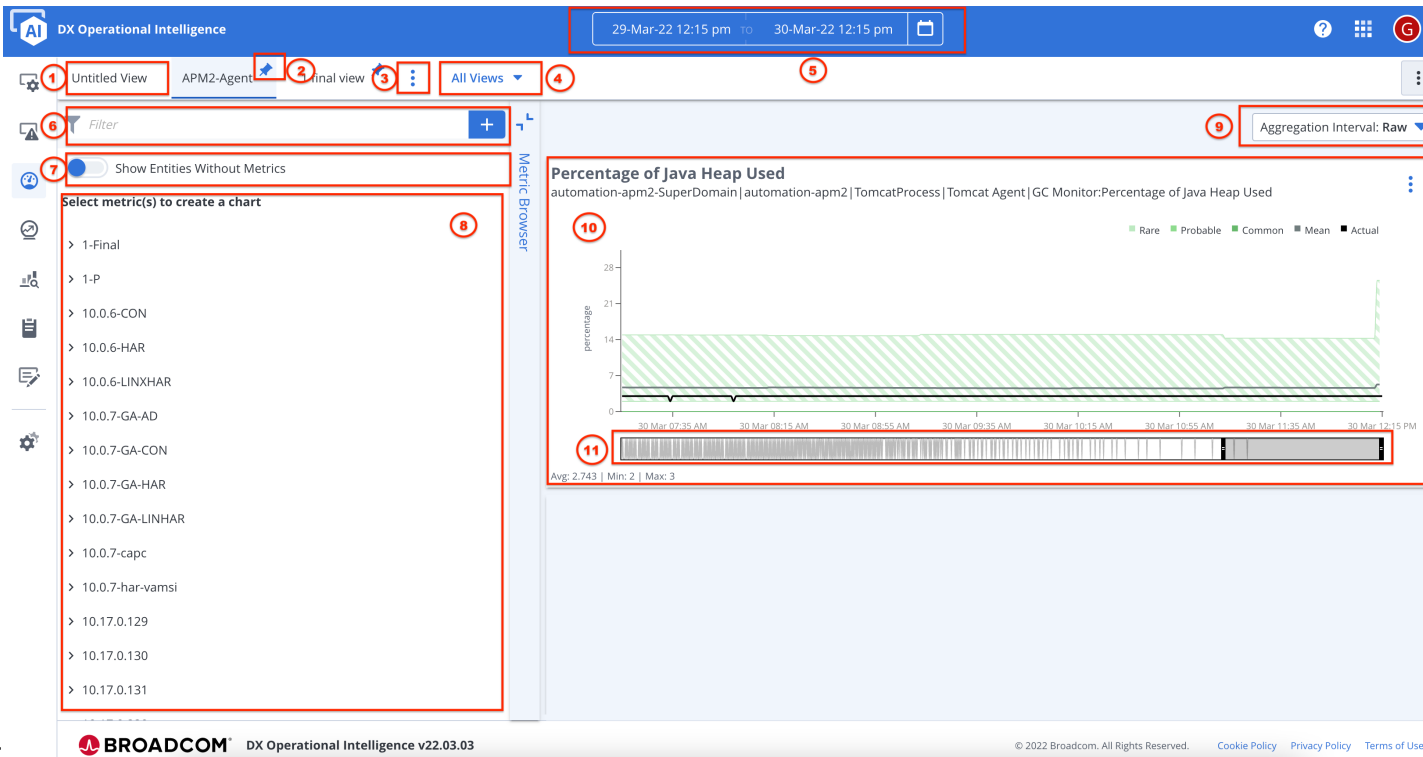 AI DX Operational Intelligence
29-Mar-22 12:15 pm TO 30-Mar-22 12:15 pm
G
1 Untitled View APM2-Agent 2 final view 3 All Views 4
5
6 Filter +
9 Aggregation Interval: Raw
7 Show Entities Without Metrics
Metric Browser
Select metric(s) to create a chart
8
1-Final
1-P
10.0.6-CON
10.0.6-HAR
10.0.6-LINXHAR
10.0.7-GA-AD
10.0.7-GA-CON
10.0.7-GA-HAR
10.0.7-GA-LINHAR
10.0.7-capc
10.0.7-har-vamsi
10.17.0.129
10.17.0.130
10.17.0.131
Percentage of Java Heap Used
automation-apm2-SuperDomain|automation-apm2|TomcatProcess|Tomcat Agent|GC Monitor:Percentage of Java Heap Used
10
Rare Probable Common Mean Actual
percentage
28
21
14
7
0
30 Mar 07:35 AM 30 Mar 08:15 AM 30 Mar 08:55 AM 30 Mar 09:35 AM 30 Mar 10:15 AM 30 Mar 10:55 AM 30 Mar 11:35 AM 30 Mar 12:15 PM
11
Avg: 2.743 | Min: 2 | Max: 3
BROADCOM® DX Operational Intelligence v22.03.03
© 2022 Broadcom. All Rights Reserved. Cookie Policy Privacy Policy Terms of Use